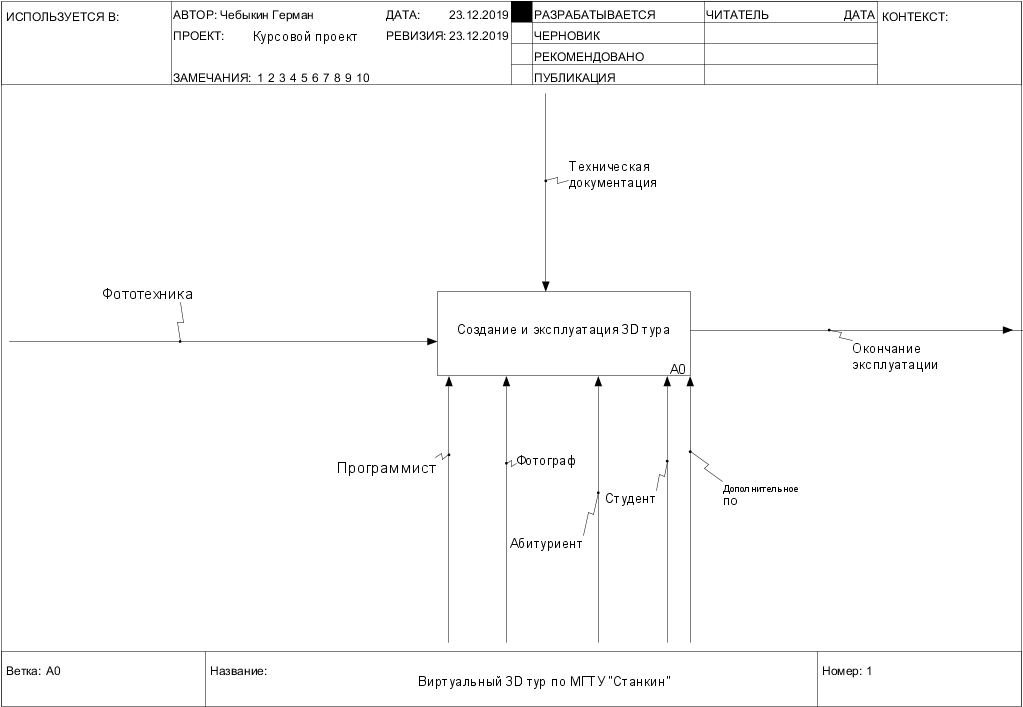 ИСПОЛЬЗУЕТСЯ В:
АВТОР: Чебыкин Герман
ДАТА: 23.12.2019
РАЗРАБАТЫВАЕТСЯ
ЧИТАТЕЛЬ
ДАТА
КОНТЕКСТ:
ПРОЕКТ: Курсовой проект
РЕВИЗИЯ: 23.12.2019
ЧЕРНОВИК
РЕКОМЕНДОВАНО
ЗАМЕЧАНИЯ: 1 2 3 4 5 6 7 8 9 10
ПУБЛИКАЦИЯ
Техническая
документация
Фототехника
Создание и эксплуатация 3D тура
A0
Окончание
эксплуатации
Программист
Фотограф
Студент
Дополнительное
по
Абитуриент
Ветка: A0
Название:
Виртуальный 3D тур по МГТУ "Станкин"
Номер: 1